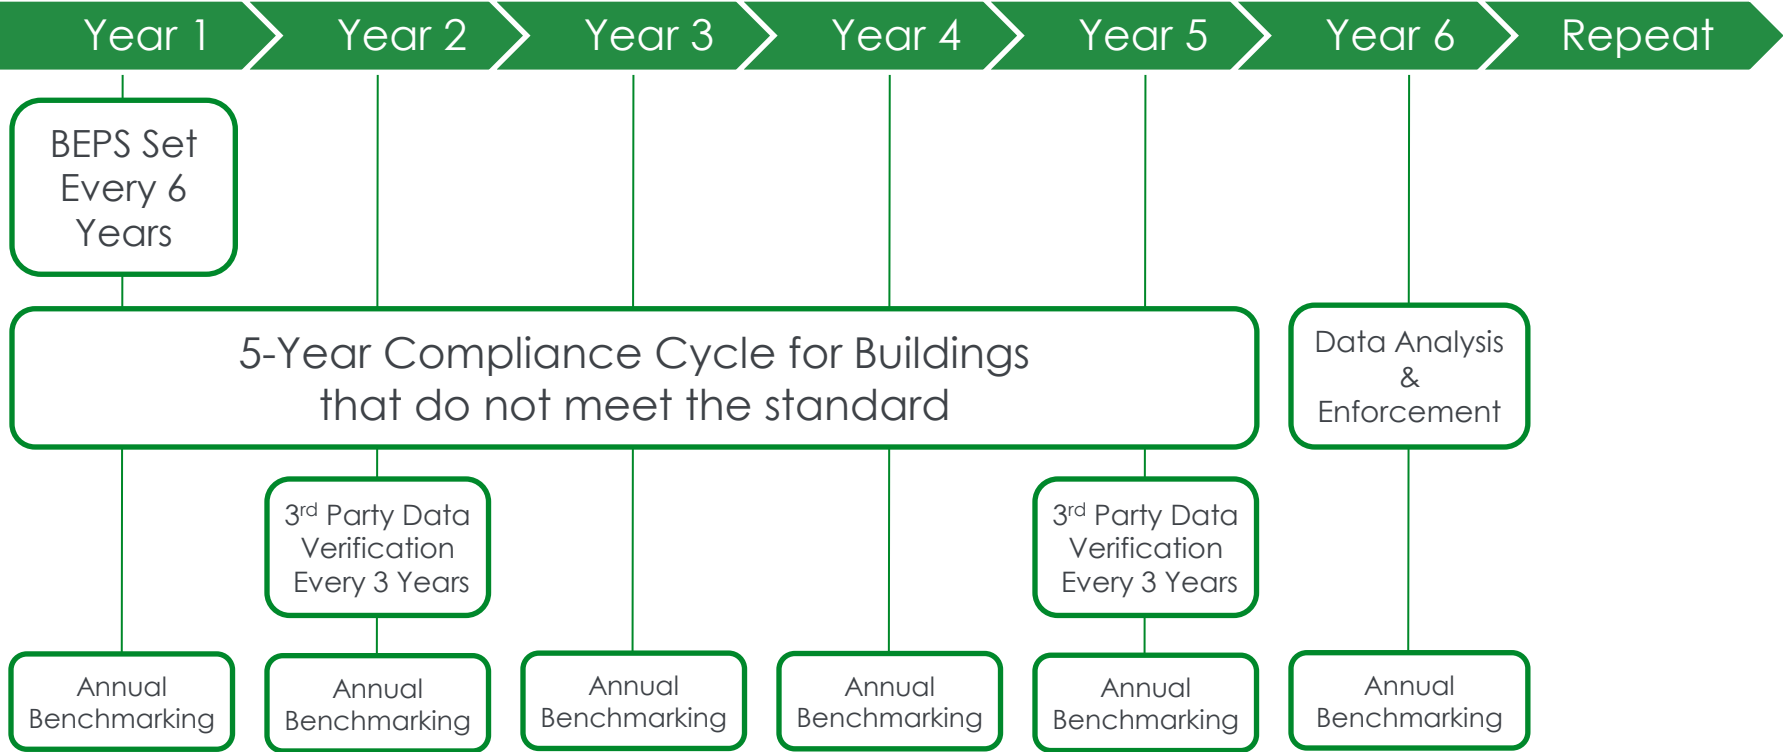 Year 1
Year 2
Year 3
Year 4
Year 5
Year 6
Repeat
BEPS Set
Every 6
Years
5-Year Compliance Cycle for Buildings
that do not meet the standard
Data Analysis
&
Enforcement
3rd Party Data
Verification
Every 3 Years
3rd Party Data
Verification
Every 3 Years
Annual
Benchmarking
Annual
Benchmarking
Annual
Benchmarking
Annual
Benchmarking
Annual
Benchmarking
Annual
Benchmarking